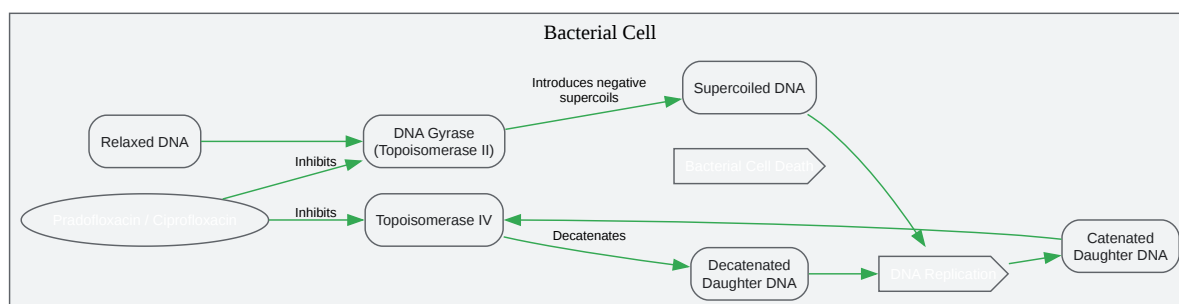 Bacterial Cell
Introduces negative
supercoils
Supercoiled DNA
Relaxed DNA
DNA Gyrase
(Topoisomerase II)
Inhibits
Bacterial Cell Death
Pradofloxacin / Ciprofloxacin
Inhibits
Topoisomerase IV
Decatenates
Catenated
Daughter DNA
Decatenated
Daughter DNA
DNA Replication